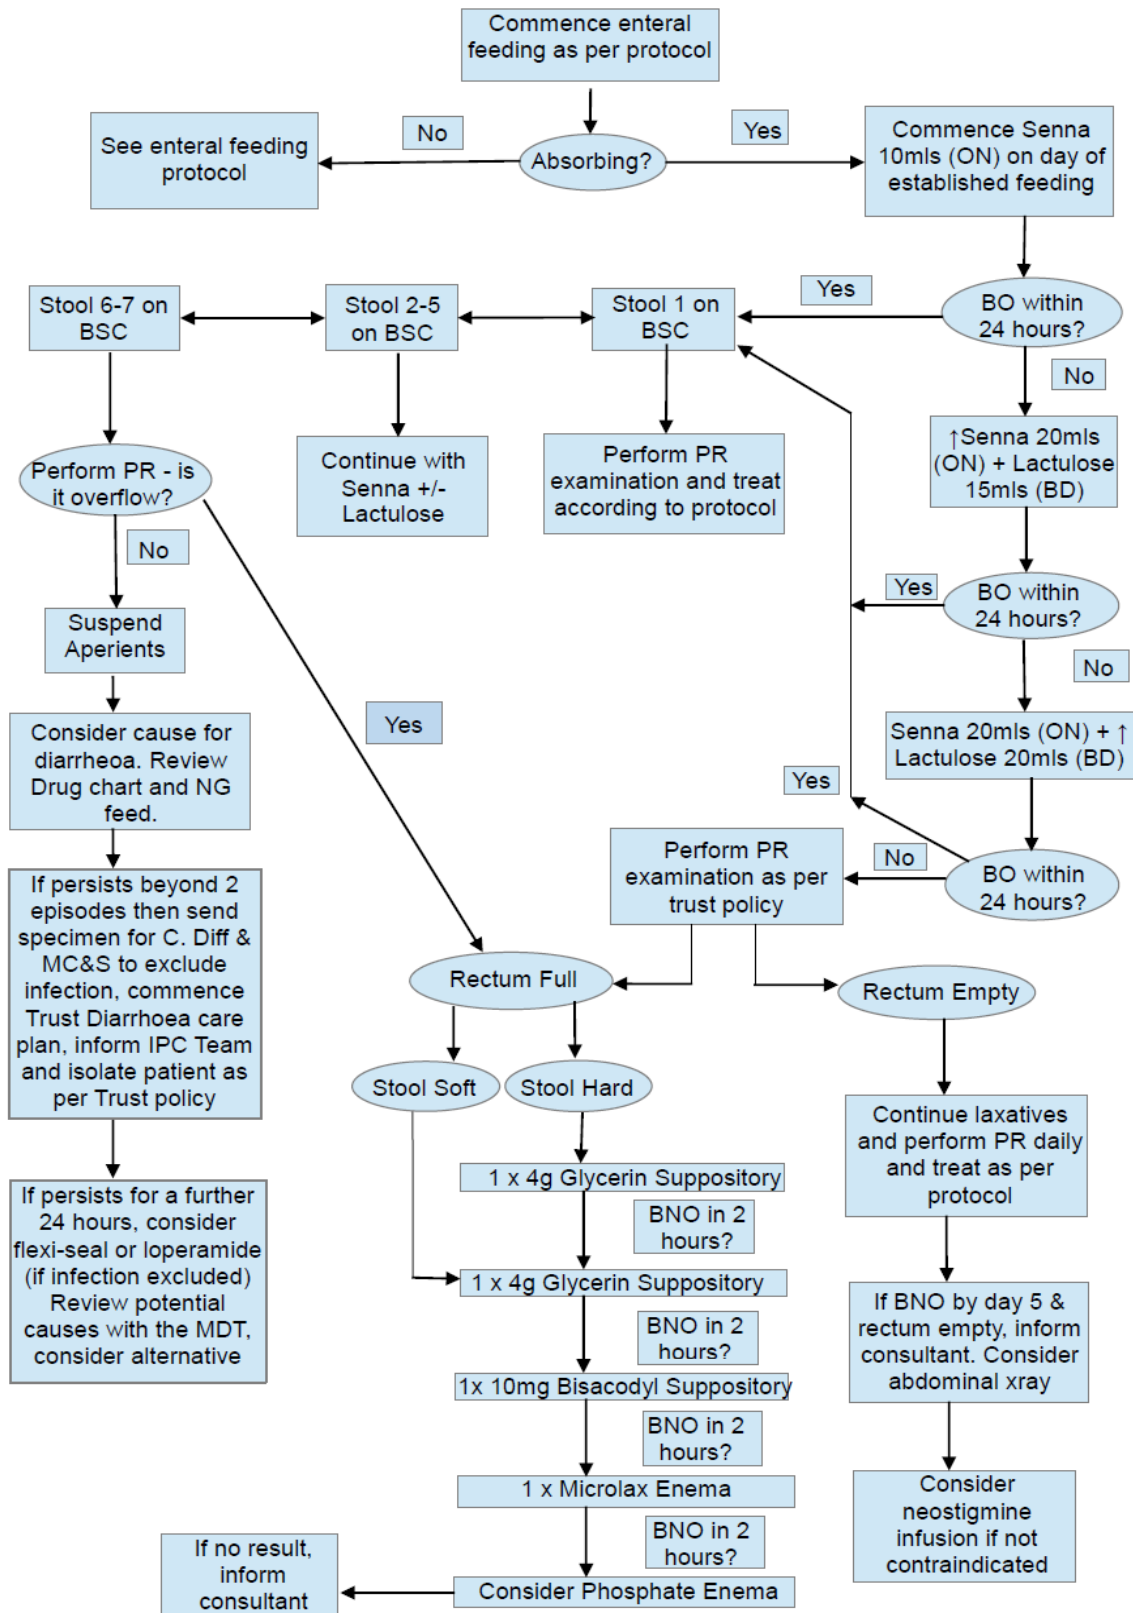 Commence enteral
feeding as per protocol
No
Yes
See enteral feeding
protocol
Absorbing?
Commence Senna
10mls (ON) on day of
established feeding
Stool 6-7 on
BSC
Stool 2-5
on BSC
Stool 1 on
BSC
Yes
BO within
24 hours?
No
Perform PR - is
it overflow?
Continue with
Senna +/-
Lactulose
Perform PR
examination and treat
according to protocol
↑Senna 20mls
(ON) + Lactulose
15mls (BD)
No
Yes
BO within
24 hours?
No
Suspend
Aperients
Yes
Senna 20mls (ON) + ↑
Lactulose 20mls (BD)
Consider cause for
diarrheoa. Review
Drug chart and NG
feed.
Yes
Perform PR
examination as per
trust policy
No
BO within
24 hours?
If persists beyond 2
episodes then send
specimen for C. Diff &
MC&S to exclude
infection, commence
Trust Diarrhoea care
plan, inform IPC Team
and isolate patient as
per Trust policy
Rectum Full
Rectum Empty
Stool Soft
Stool Hard
Continue laxatives
and perform PR daily
and treat as per
protocol
1 x 4g Glycerin Suppository
BNO in 2
hours?
If persists for a further
24 hours, consider
flexi-seal or loperamide
(if infection excluded)
Review potential
causes with the MDT,
consider alternative
1 x 4g Glycerin Suppository
BNO in 2
hours?
If BNO by day 5 &
rectum empty, inform
consultant. Consider
abdominal xray
1x 10mg Bisacodyl Suppository
BNO in 2
hours?
1 x Microlax Enema
BNO in 2
hours?
Consider
neostigmine
infusion if not
contraindicated
If no result,
inform
consultant
Consider Phosphate Enema